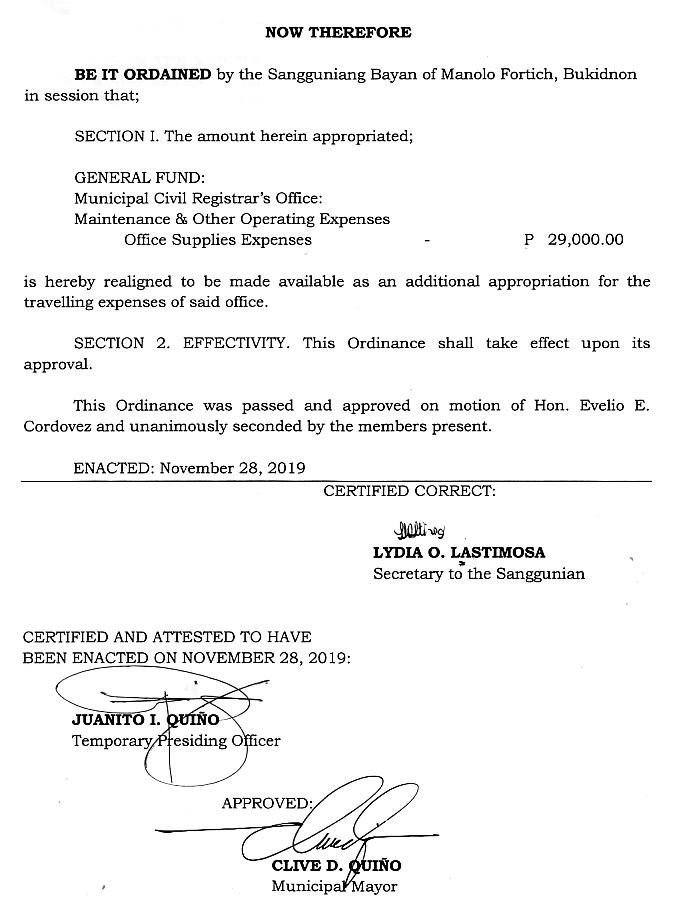 NOW THEREFORE
BE IT ORDAINED by the Sangguniang Bayan of Manolo Fortich, Bukidnon
in session that;
SECTION I. The amount herein appropriated;
GENERAL FUND:
Municipal Civil Registrar's Office:
Maintenance & Other Operating Expenses
Office Supplies Expenses - P 29,000.00
is hereby realigned to be made available as an additional appropriation for the
travelling expenses of said office.
SECTION 2. EFFECTIVITY. This Ordinance shall take effect upon its
approval.
This Ordinance was passed and approved on motion of Hon. Evelio E.
Cordovez and unanimously seconded by the members present.
ENACTED: November 28, 2019
CERTIFIED CORRECT:
LYDIA O. LASTIMOSA
Secretary to the Sanggunian
CERTIFIED AND ATTESTED TO HAVE
BEEN ENACTED ON NOVEMBER 28, 2019:
JUANITO I. QUIÑO
Temporary Presiding Officer
APPROVED:
CLIVE D. QUIÑO
Municipal Mayor